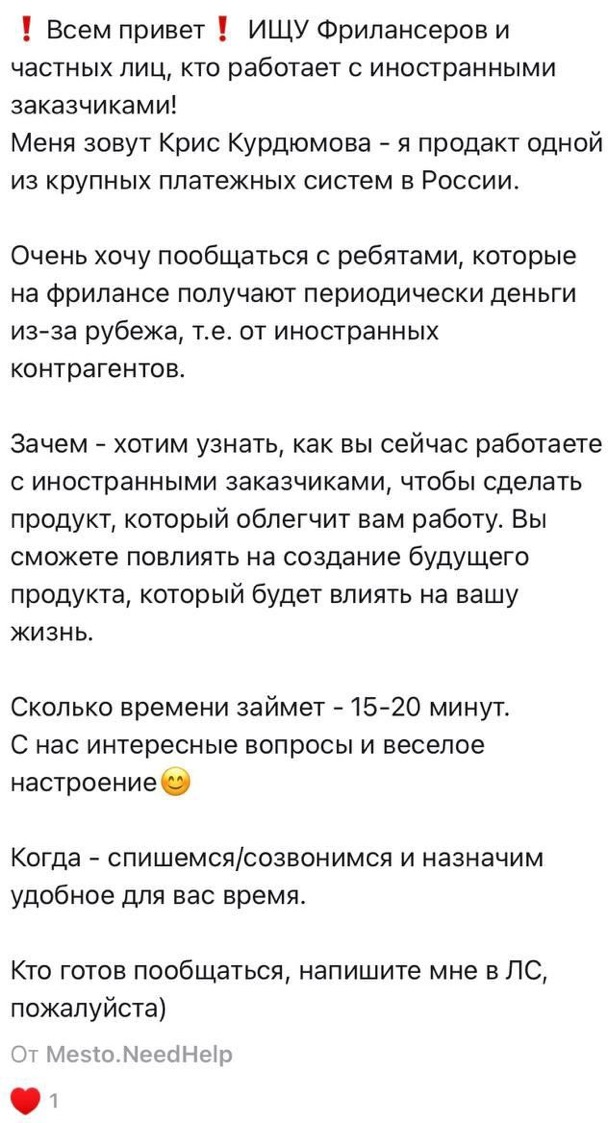 ❗ Всем привет❗ ИЩУ Фрилансеров и
частных лиц, кто работает с иностранными
заказчиками!
Меня зовут Крис Курдюмова - я продакт одной
из крупных платежных систем в России.
Очень хочу пообщаться с ребятами, которые
на фрилансе получают периодически деньги
из-за рубежа, т.е. от иностранных
контрагентов.
Зачем - хотим узнать, как вы сейчас работаете
с иностранными заказчиками, чтобы сделать
продукт, который облегчит вам работу. Вы
сможете повлиять на создание будущего
продукта, который будет влиять на вашу
жизнь.
Сколько времени займет - 15-20 минут.
С нас интересные вопросы и веселое
настроение😊
Когда - спишемся/созвонимся и назначим
удобное для вас время.
Кто готов пообщаться, напишите мне в ЛС,
пожалуйста)
От Mesto.NeedHelp
❤️ 1